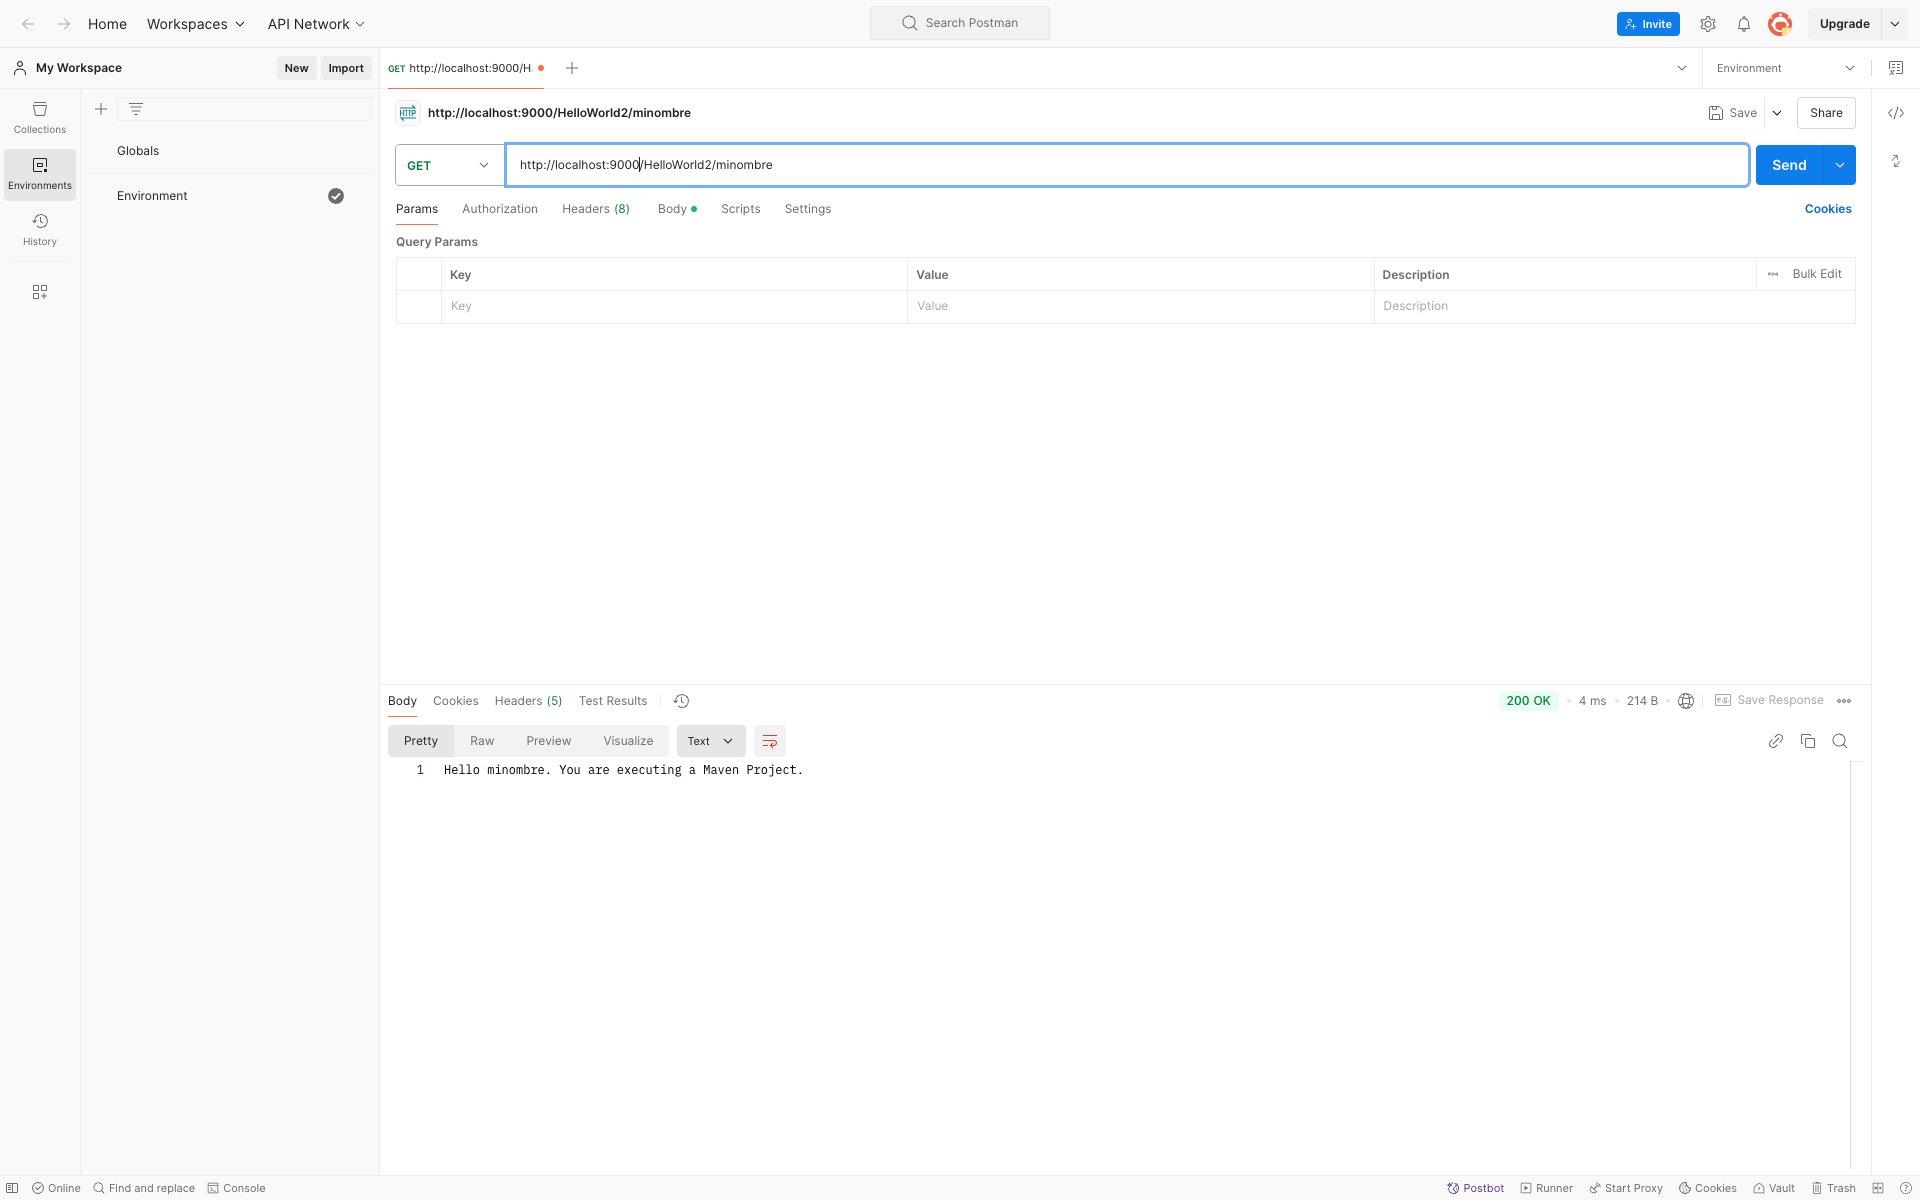 Home Workspaces API Network Search Postman Invite Upgrade
My Workspace New Import GET http://localhost:9000/H. Environment
HTTP http://localhost:9000/HelloWorld2/minombre Save Share
Collections
Globals
GET http://localhost:9000/HelloWorld2/minombre Send
Environments
Environment
Params Authorization Headers (8) Body Scripts Settings Cookies
History
Query Params
Key Value Description Bulk Edit
Key Value Description
Body Cookies Headers (5) Test Results 200 OK 4 ms 214 B e.g. Save Response
Pretty Raw Preview Visualize Text
1 Hello minombre. You are executing a Maven Project.
Online Find and replace Console Postbot Runner Start Proxy Cookies Vault Trash